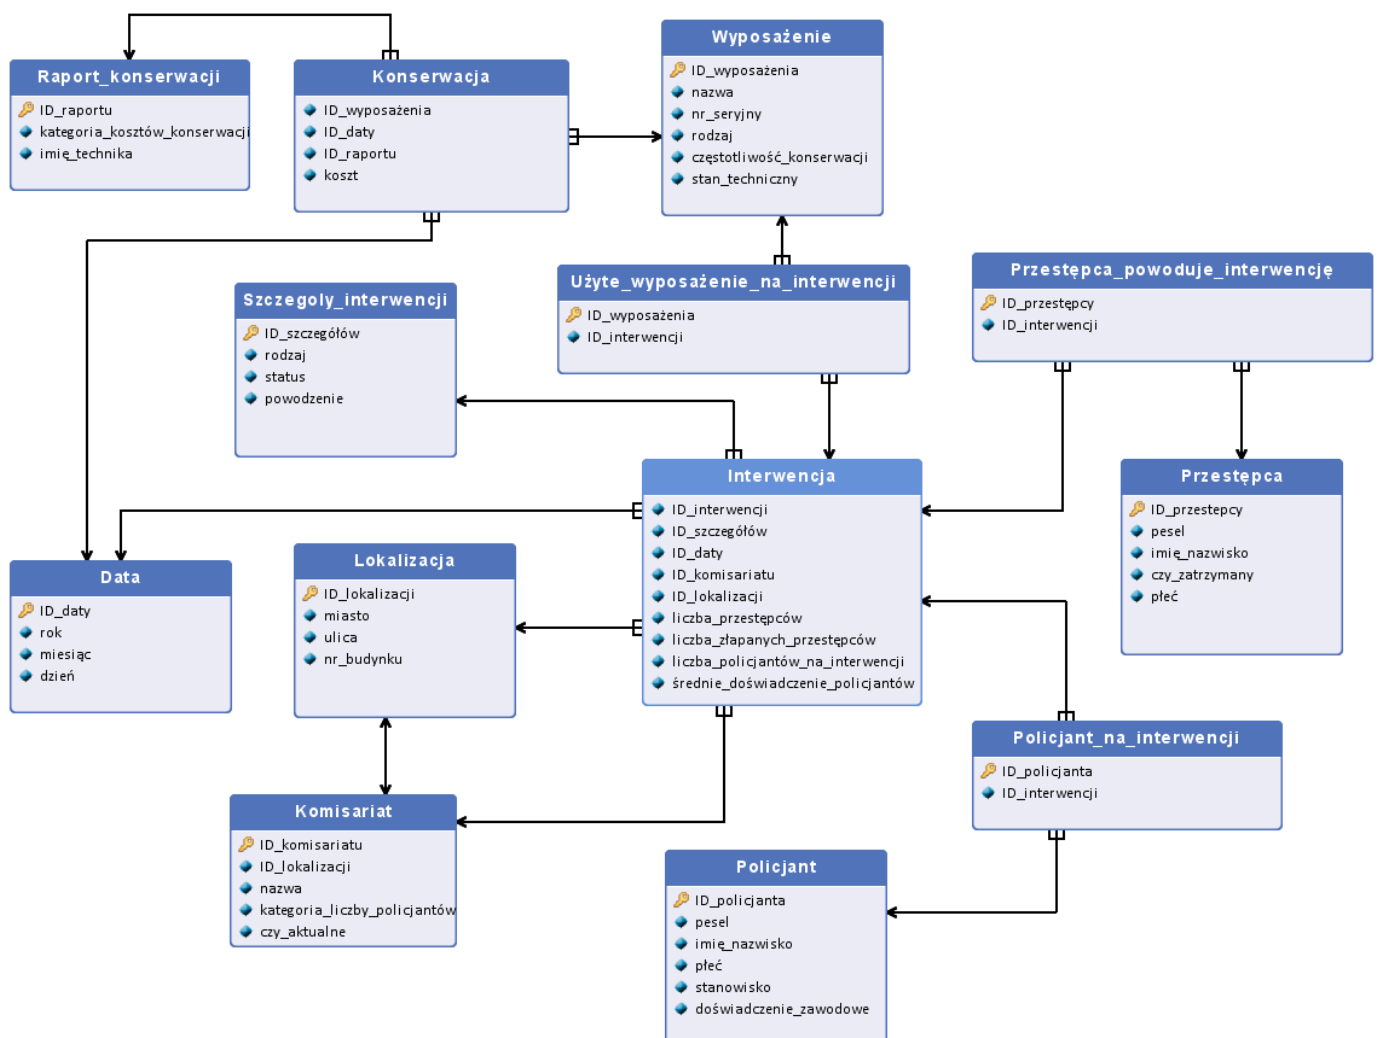 Raport_konserwacji
ID_raportu
kategoria_kosztów_konserwacji
imię_technika
Konserwacja
ID_wyposażenia
ID_daty
ID_raportu
koszt
Wyposażenie
ID_wyposażenia
nazwa
nr_seryjny
rodzaj
częstotliwość_konserwacji
stan_techniczny
Szczegoly_interwencji
ID_szczegółów
rodzaj
status
powodzenie
Użyte_wyposażenie_na_interwencji
ID_wyposażenia
ID_interwencji
Przestępca_powoduje_interwencję
ID_przestępcy
ID_interwencji
Interwencja
ID_interwencji
ID_szczegółów
ID_daty
ID_komisariatu
ID_lokalizacji
liczba_przestępców
liczba_złapanych_przestępców
liczba_policjantów_na_interwencji
średnie_doświadczenie_policjantów
Przestępca
ID_przestepcy
pesel
imię_nazwisko
czy_zatrzymany
płeć
Data
ID_daty
rok
miesiąc
dzień
Lokalizacja
ID_lokalizacji
miasto
ulica
nr_budynku
Policjant_na_interwencji
ID_policjanta
ID_interwencji
Komisariat
ID_komisariatu
ID_lokalizacji
nazwa
kategoria_liczby_policjantów
czy_aktualne
Policjant
ID_policjanta
pesel
imię_nazwisko
płeć
stanowisko
doświadczenie_zawodowe